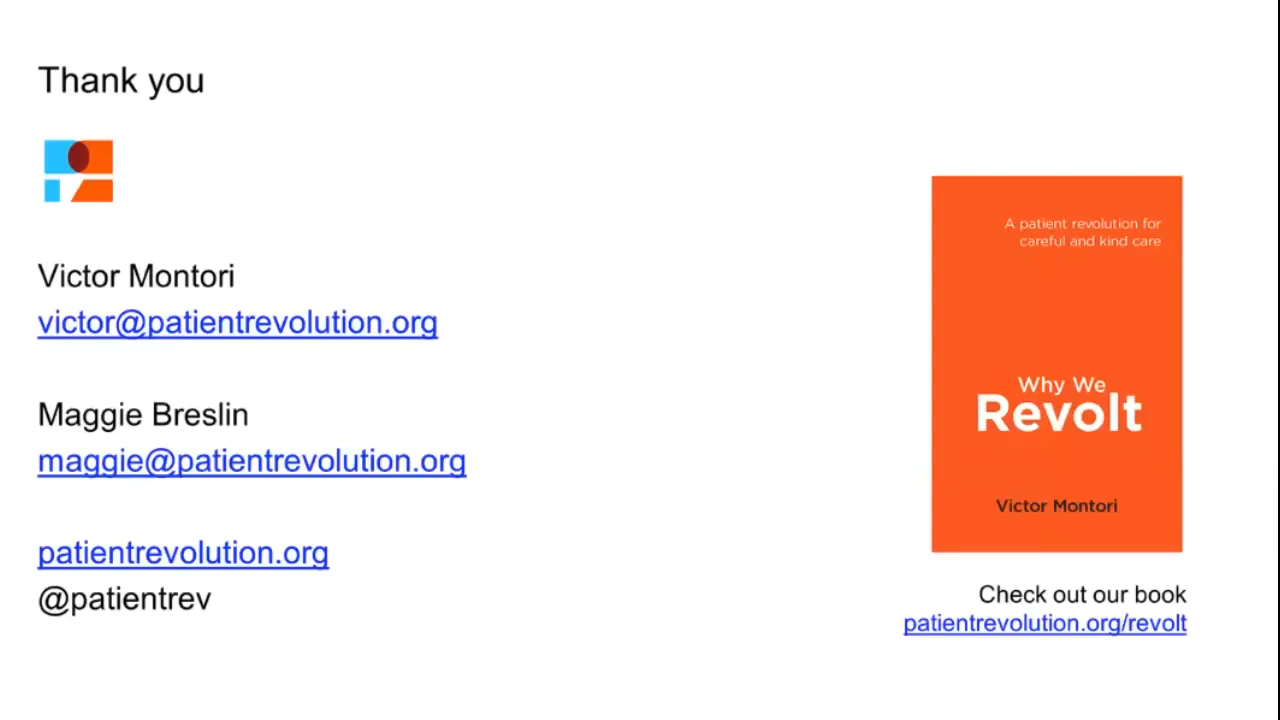 Thank you
Victor Montori
victor@patientrevolution.org
Maggie Breslin
maggie@patientrevolution.org
patientrevolution.org
@patientrev
A patient revolution for
careful and kind care
Why We
Revolt
Victor Montori
Check out our book
patientrevolution.org/revolt